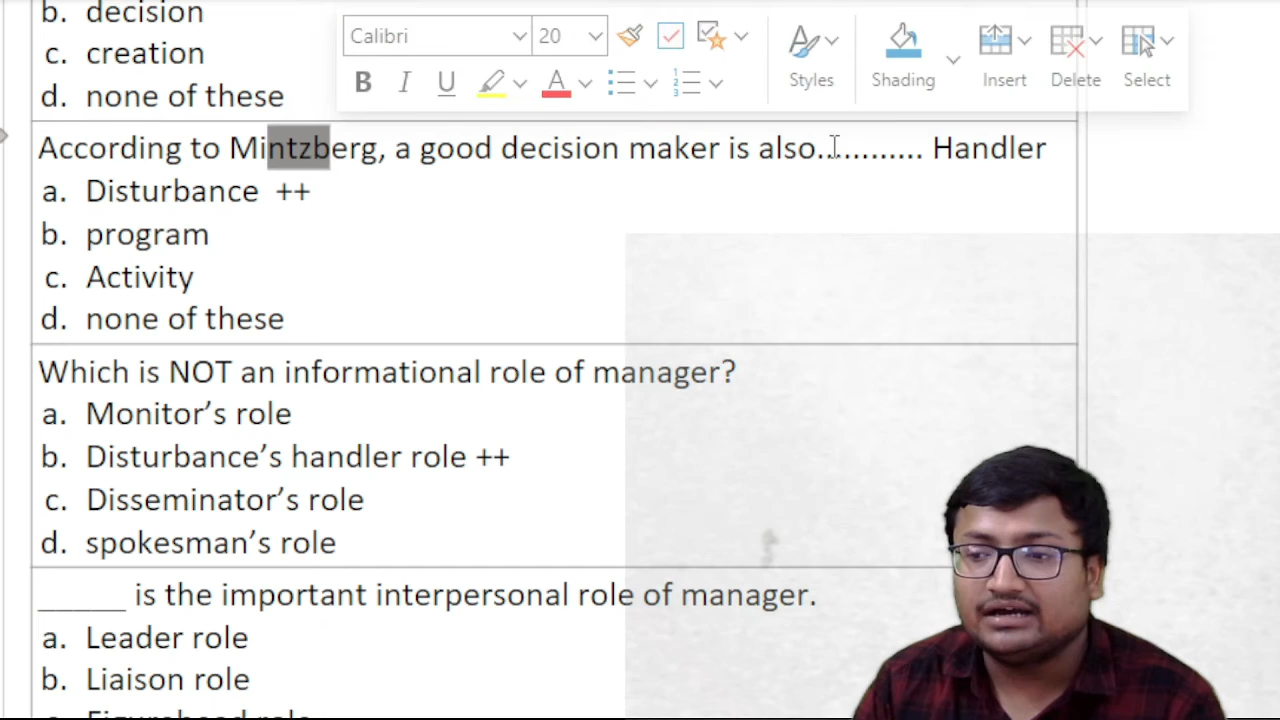 b. decision
c. creation
d. none of these
Calibri 20
B I U A Styles Shading Insert Delete Select
According to Mintzberg, a good decision maker is also............ Handler
a. Disturbance ++
b. program
c. Activity
d. none of these
Which is NOT an informational role of manager?
a. Monitor’s role
b. Disturbance’s handler role ++
c. Disseminator’s role
d. spokesman’s role
_____ is the important interpersonal role of manager.
a. Leader role
b. Liaison role